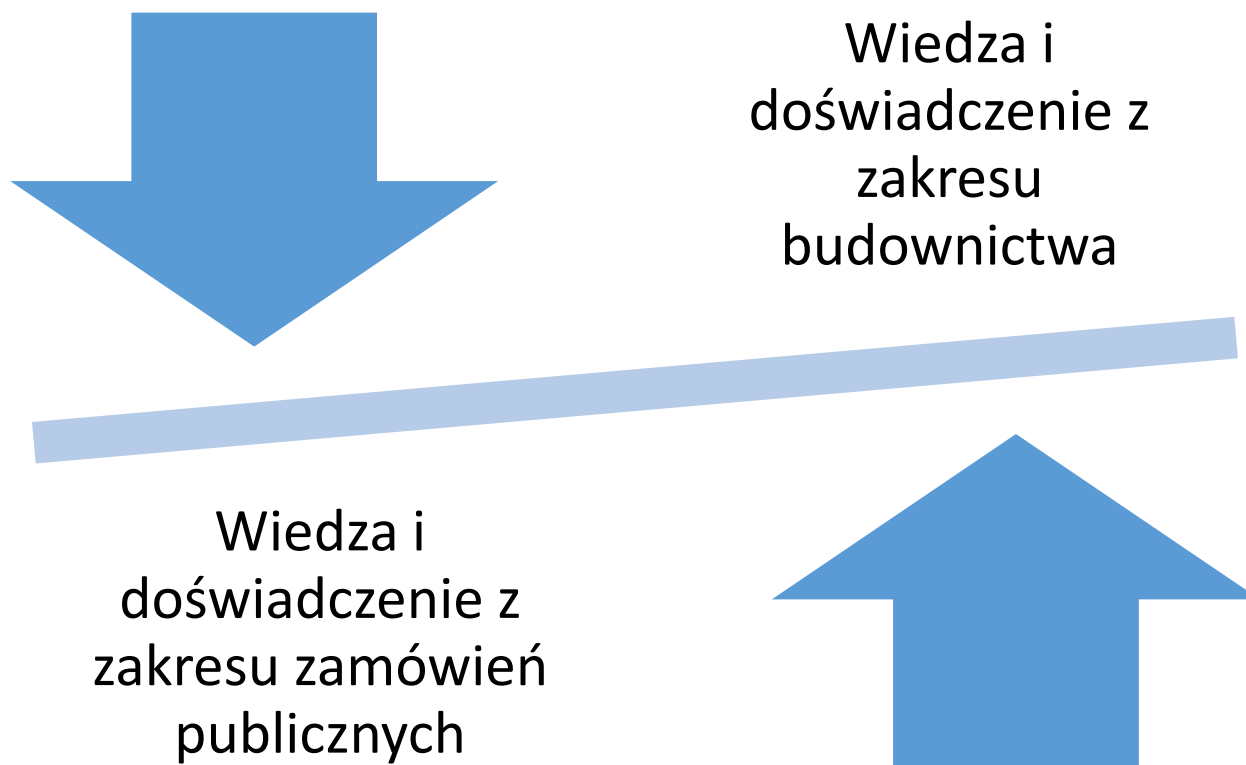 Wiedza i
doświadczenie z
zakresu
budownictwa
Wiedza i
doświadczenie z
zakresu zamówień
publicznych